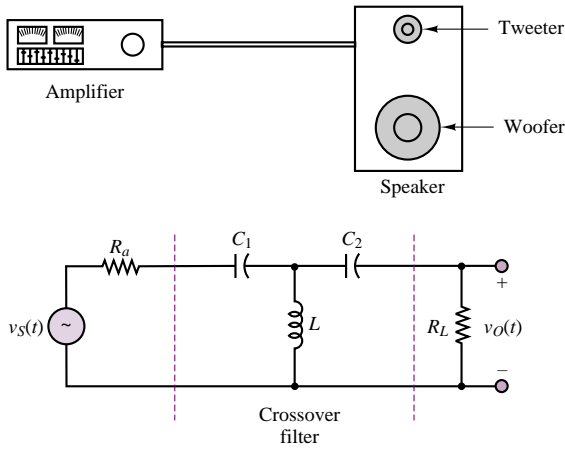 Tweeter
Amplifier
Woofer
Speaker
R_a
C_1
C_2
v_S(t)
~
L
R_L
+
v_O(t)
−
Crossover
filter